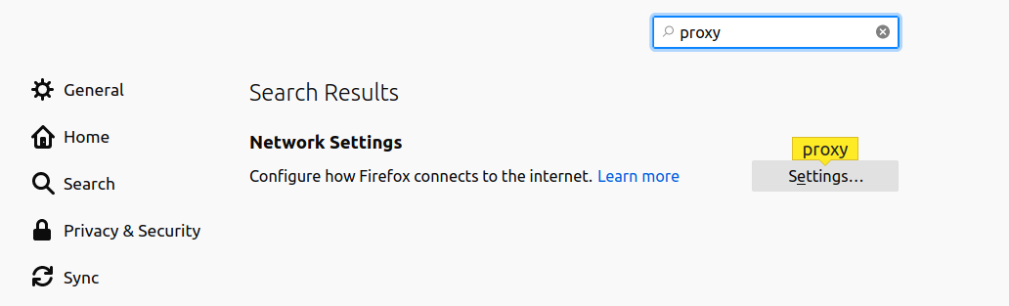 proxy
General
Home
Search
Privacy & Security
Sync
Search Results
Network Settings
Configure how Firefox connects to the internet. Learn more
proxy
Settings...